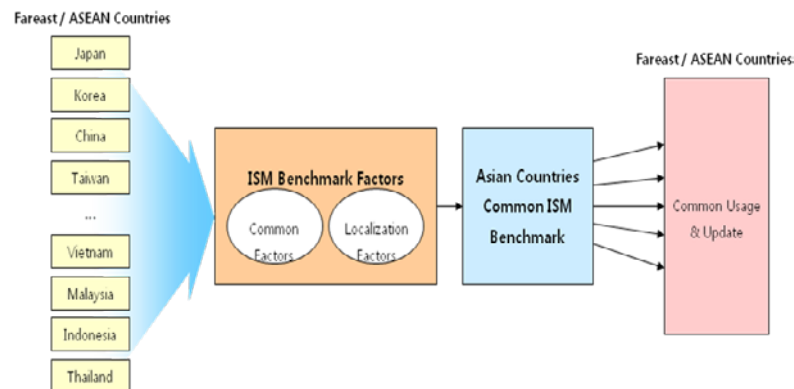 Fareast / ASEAN Countries
Japan
Korea
China
Taiwan
...
Vietnam
Malaysia
Indonesia
Thailand
ISM Benchmark Factors
Common
Factors
Localization
Factors
Asian Countries
Common ISM
Benchmark
Fareast / ASEAN Countries
Common Usage
& Update